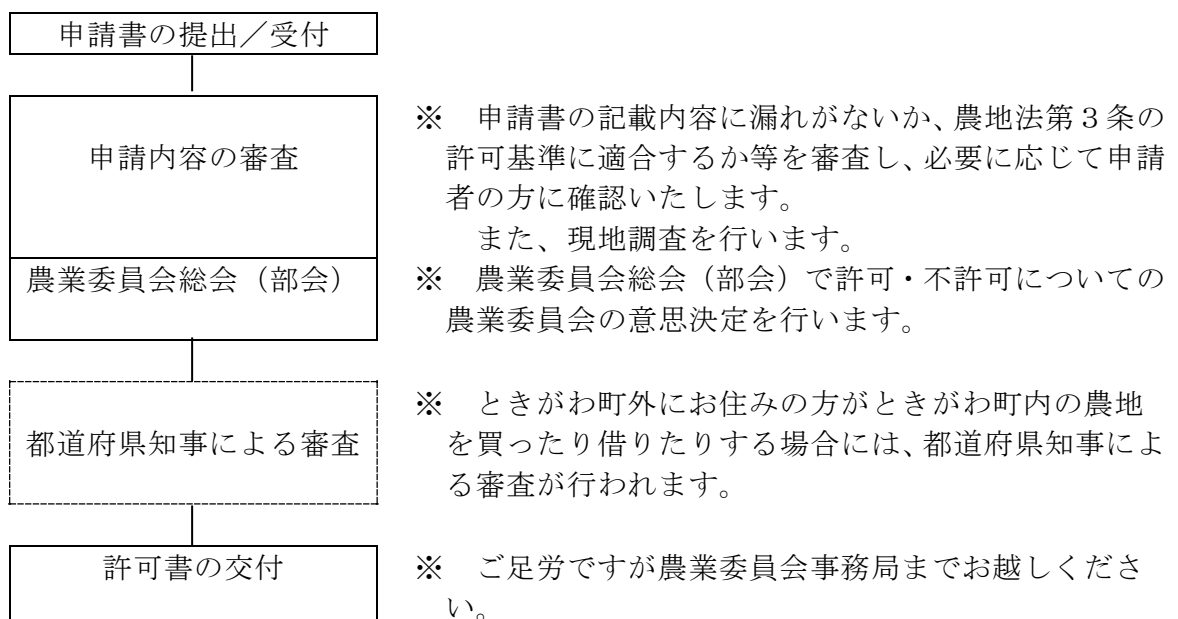 申請書の提出／受付
申請内容の審査
※　申請書の記載内容に漏れがないか、農地法第３条の
許可基準に適合するか等を審査し、必要に応じて申請
者の方に確認いたします。
また、現地調査を行います。
農業委員会総会（部会）
※　農業委員会総会（部会）で許可・不許可についての
農業委員会の意思決定を行います。
都道府県知事による審査
※　ときがわ町外にお住みの方がときがわ町内の農地
を買ったり借りたりする場合には、都道府県知事によ
る審査が行われます。
許可書の交付
※　ご足労ですが農業委員会事務局までお越しくださ
い。